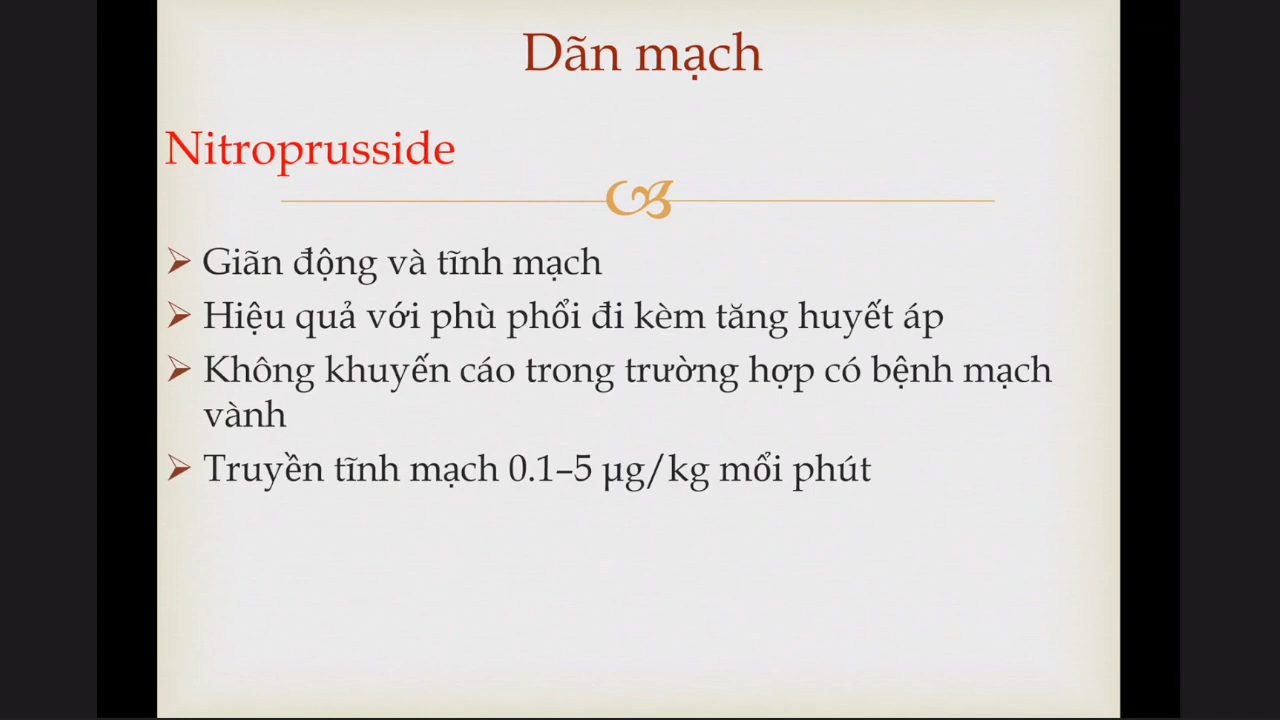 Dãn mạch
Nitroprusside
Giãn động và tĩnh mạch
Hiệu quả với phù phổi đi kèm tăng huyết áp
Không khuyến cáo trong trường hợp có bệnh mạch
vành
Truyền tĩnh mạch 0.1–5 µg/kg mổi phút